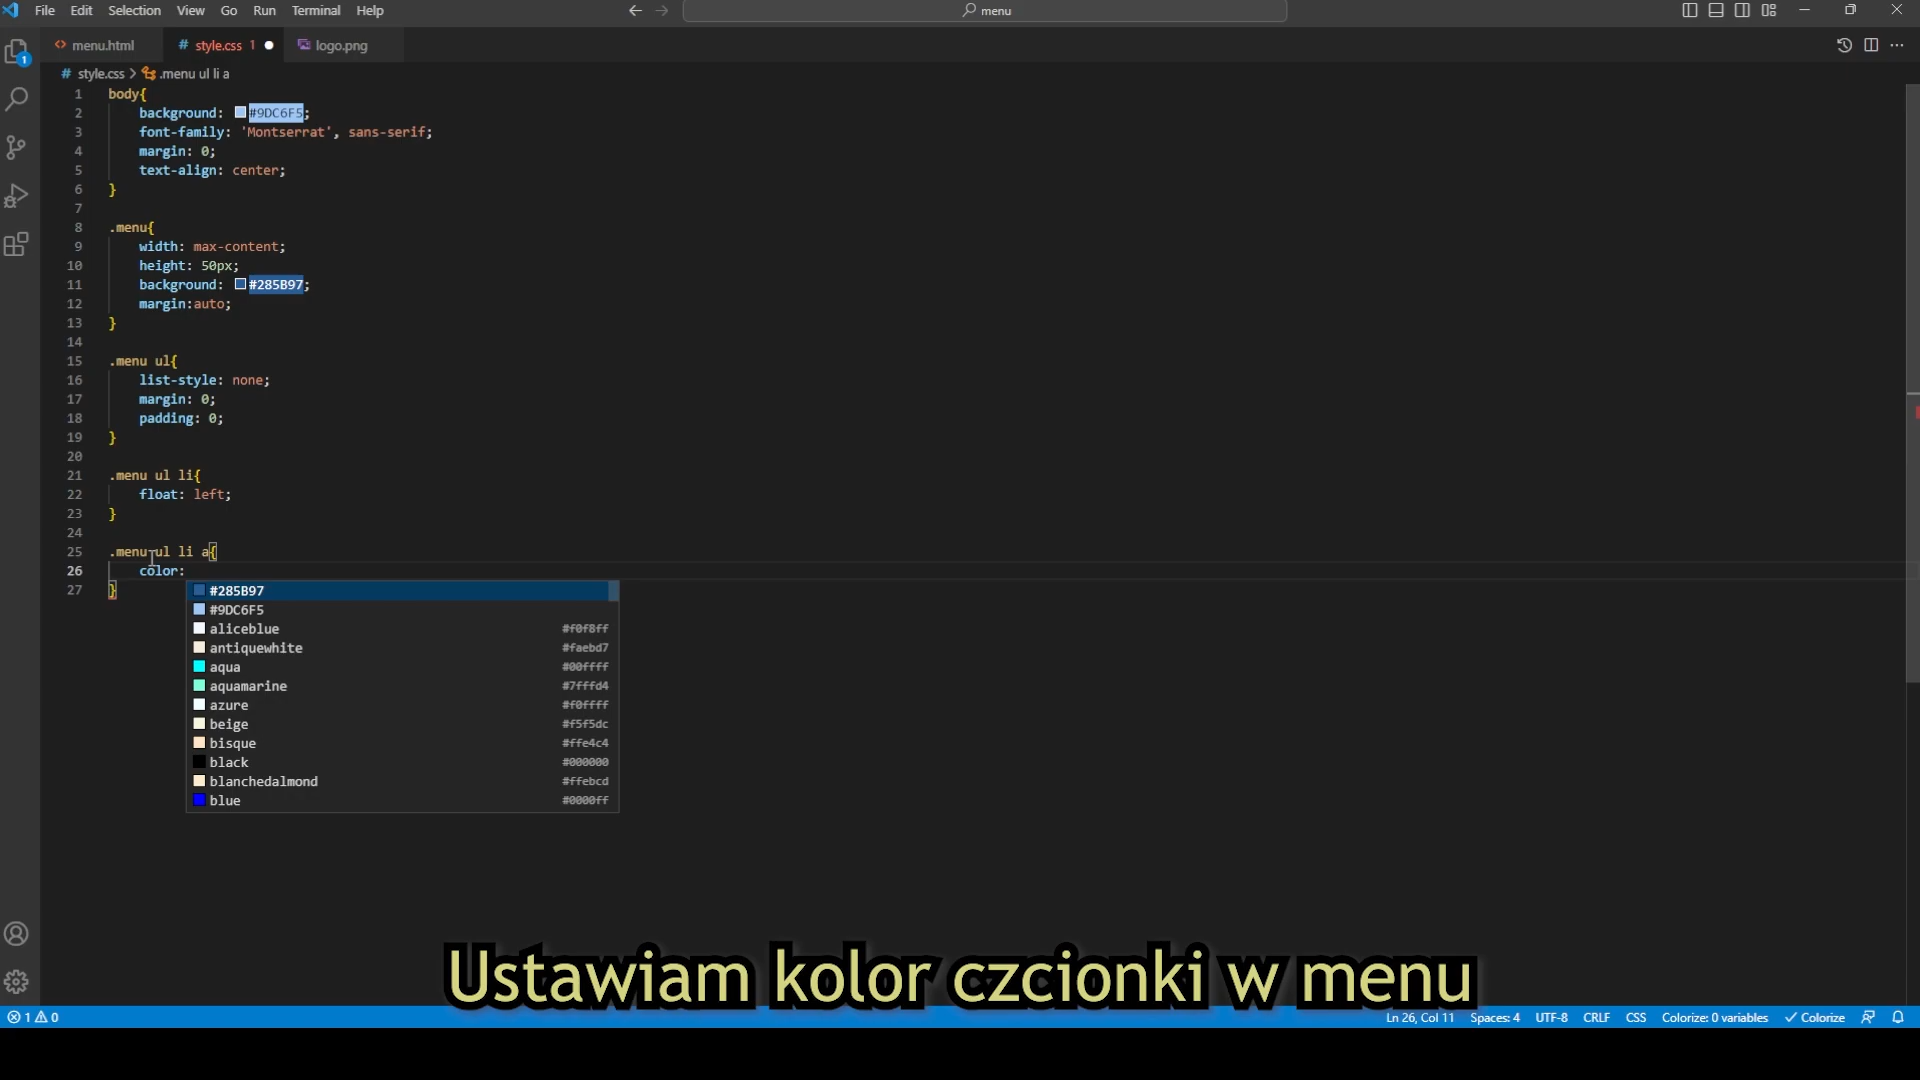 File Edit Selection View Go Run Terminal Help
menu
menu.html
# style.css 1
logo.png
1
# style.css > .menu ul li a
1 body{
2 background: #9DC6F5;
3 font-family: 'Montserrat', sans-serif;
4 margin: 0;
5 text-align: center;
6 }
7
8 .menu{
9 width: max-content;
10 height: 50px;
11 background: #285B97;
12 margin:auto;
13 }
14
15 .menu ul{
16 list-style: none;
17 margin: 0;
18 padding: 0;
19 }
20
21 .menu ul li{
22 float: left;
23 }
24
25 .menu ul li a{
26 color:
27 }
#285B97
#9DC6F5
aliceblue #f0f8ff
antiquewhite #faebd7
aqua #00ffff
aquamarine #7fffd4
azure #f0ffff
beige #f5f5dc
bisque #ffe4c4
black #000000
blanchedalmond #ffebcd
blue #0000ff
Ustawiam kolor czcionki w menu
1 0
Ln 26, Col 11 Spaces: 4 UTF-8 CRLF CSS Colorize: 0 variables Colorize